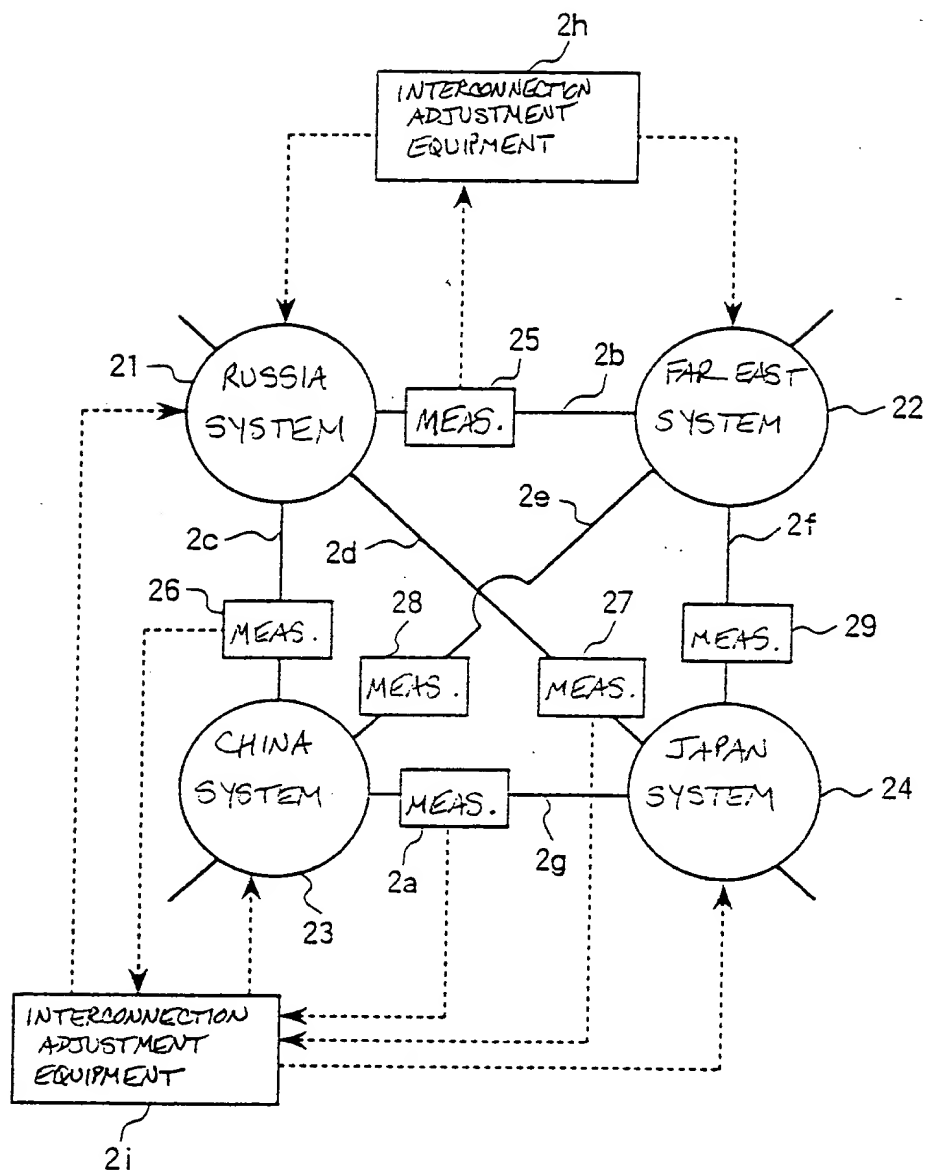 2h
INTERCONNECTION
ADJUSTMENT
EQUIPMENT
21
RUSSIA
SYSTEM
25
MEAS.
2b
FAR EAST
SYSTEM
22
2c
2d
2e
2f
26
MEAS.
28
MEAS.
27
MEAS.
MEAS.
29
CHINA
SYSTEM
MEAS.
2a
2g
JAPAN
SYSTEM
24
23
INTERCONNECTION
ADJUSTMENT
EQUIPMENT
2i